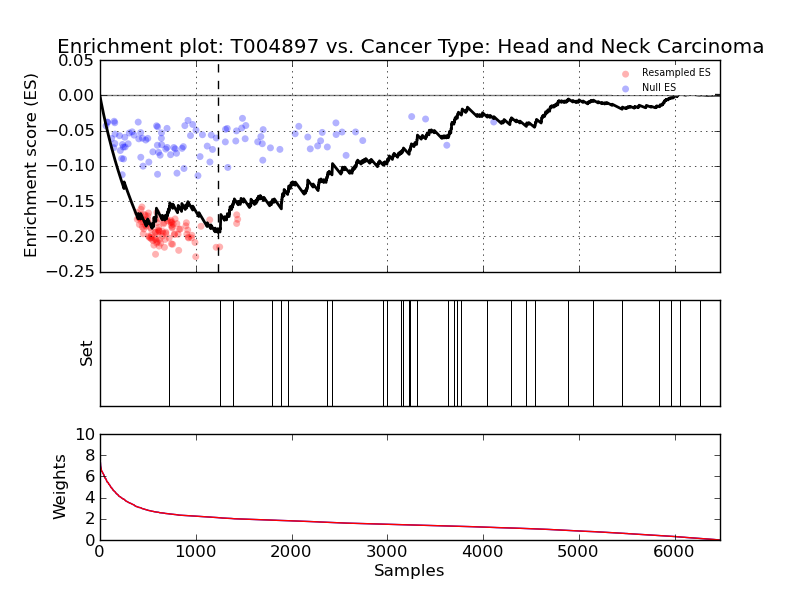 Enrichment plot: T004897 vs. Cancer Type: Head and Neck Carcinoma
Enrichment score (ES)
0.05
0.00
−0.05
−0.10
−0.15
−0.20
−0.25
Resampled ES
Null ES
Set
Weights
10
8
6
4
2
0
0 1000 2000 3000 4000 5000 6000
Samples